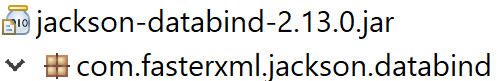 jackson-databind-2.13.0.jar
com.fasterxml.jackson.databind